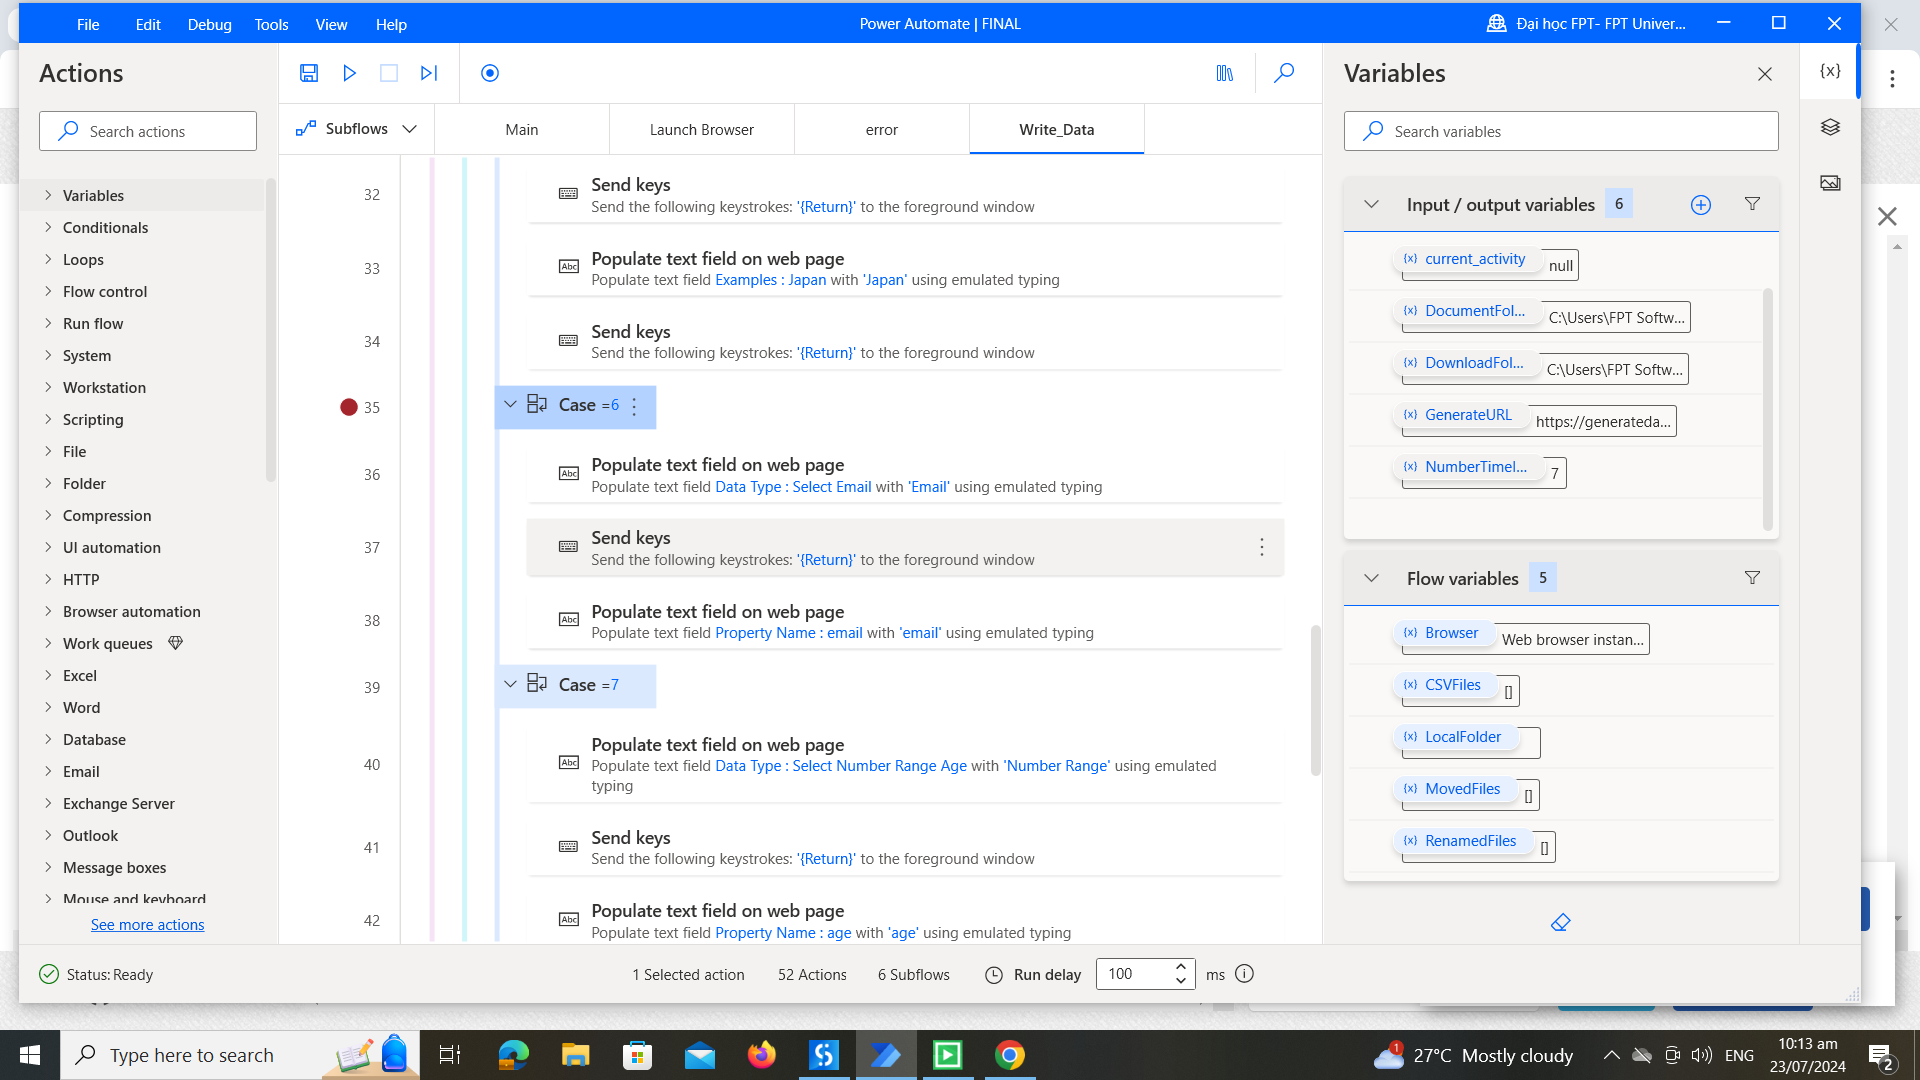 File Edit Debug Tools View Help
Power Automate | FINAL
Đại học FPT- FPT Univer...
Actions
Search actions
Variables
Conditionals
Loops
Flow control
Run flow
System
Workstation
Scripting
File
Folder
Compression
UI automation
HTTP
Browser automation
Work queues
Excel
Word
Database
Email
Exchange Server
Outlook
Message boxes
Mouse and keyboard
See more actions
Subflows
Main
Launch Browser
error
Write_Data
32
Send keys
Send the following keystrokes: '{Return}' to the foreground window
33
Abc
Populate text field on web page
Populate text field Examples : Japan with 'Japan' using emulated typing
34
Send keys
Send the following keystrokes: '{Return}' to the foreground window
35
Case =6
36
Abc
Populate text field on web page
Populate text field Data Type : Select Email with 'Email' using emulated typing
37
Send keys
Send the following keystrokes: '{Return}' to the foreground window
38
Abc
Populate text field on web page
Populate text field Property Name : email with 'email' using emulated typing
39
Case =7
40
Abc
Populate text field on web page
Populate text field Data Type : Select Number Range Age with 'Number Range' using emulated
typing
41
Send keys
Send the following keystrokes: '{Return}' to the foreground window
42
Abc
Populate text field on web page
Populate text field Property Name : age with 'age' using emulated typing
Variables
{x}
Search variables
Input / output variables 6
{x} current_activity null
{x} DocumentFol... C:\Users\FPT Softw...
{x} DownloadFol... C:\Users\FPT Softw...
{x} GenerateURL https://generateda...
{x} NumberTimeI... 7
Flow variables 5
{x} Browser Web browser instan...
{x} CSVFiles []
{x} LocalFolder
{x} MovedFiles []
{x} RenamedFiles []
Status: Ready
1 Selected action
52 Actions
6 Subflows
Run delay 100 ms
Type here to search
1
27°C Mostly cloudy
ENG
10:13 am
23/07/2024
2